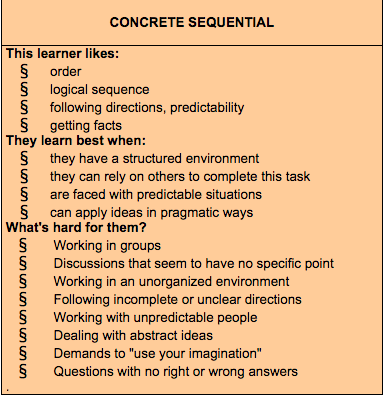 CONCRETE SEQUENTIAL
This learner likes:
§ order
§ logical sequence
§ following directions, predictability
§ getting facts
They learn best when:
§ they have a structured environment
§ they can rely on others to complete this task
§ are faced with predictable situations
§ can apply ideas in pragmatic ways
What's hard for them?
§ Working in groups
§ Discussions that seem to have no specific point
§ Working in an unorganized environment
§ Following incomplete or unclear directions
§ Working with unpredictable people
§ Dealing with abstract ideas
§ Demands to "use your imagination"
§ Questions with no right or wrong answers
.